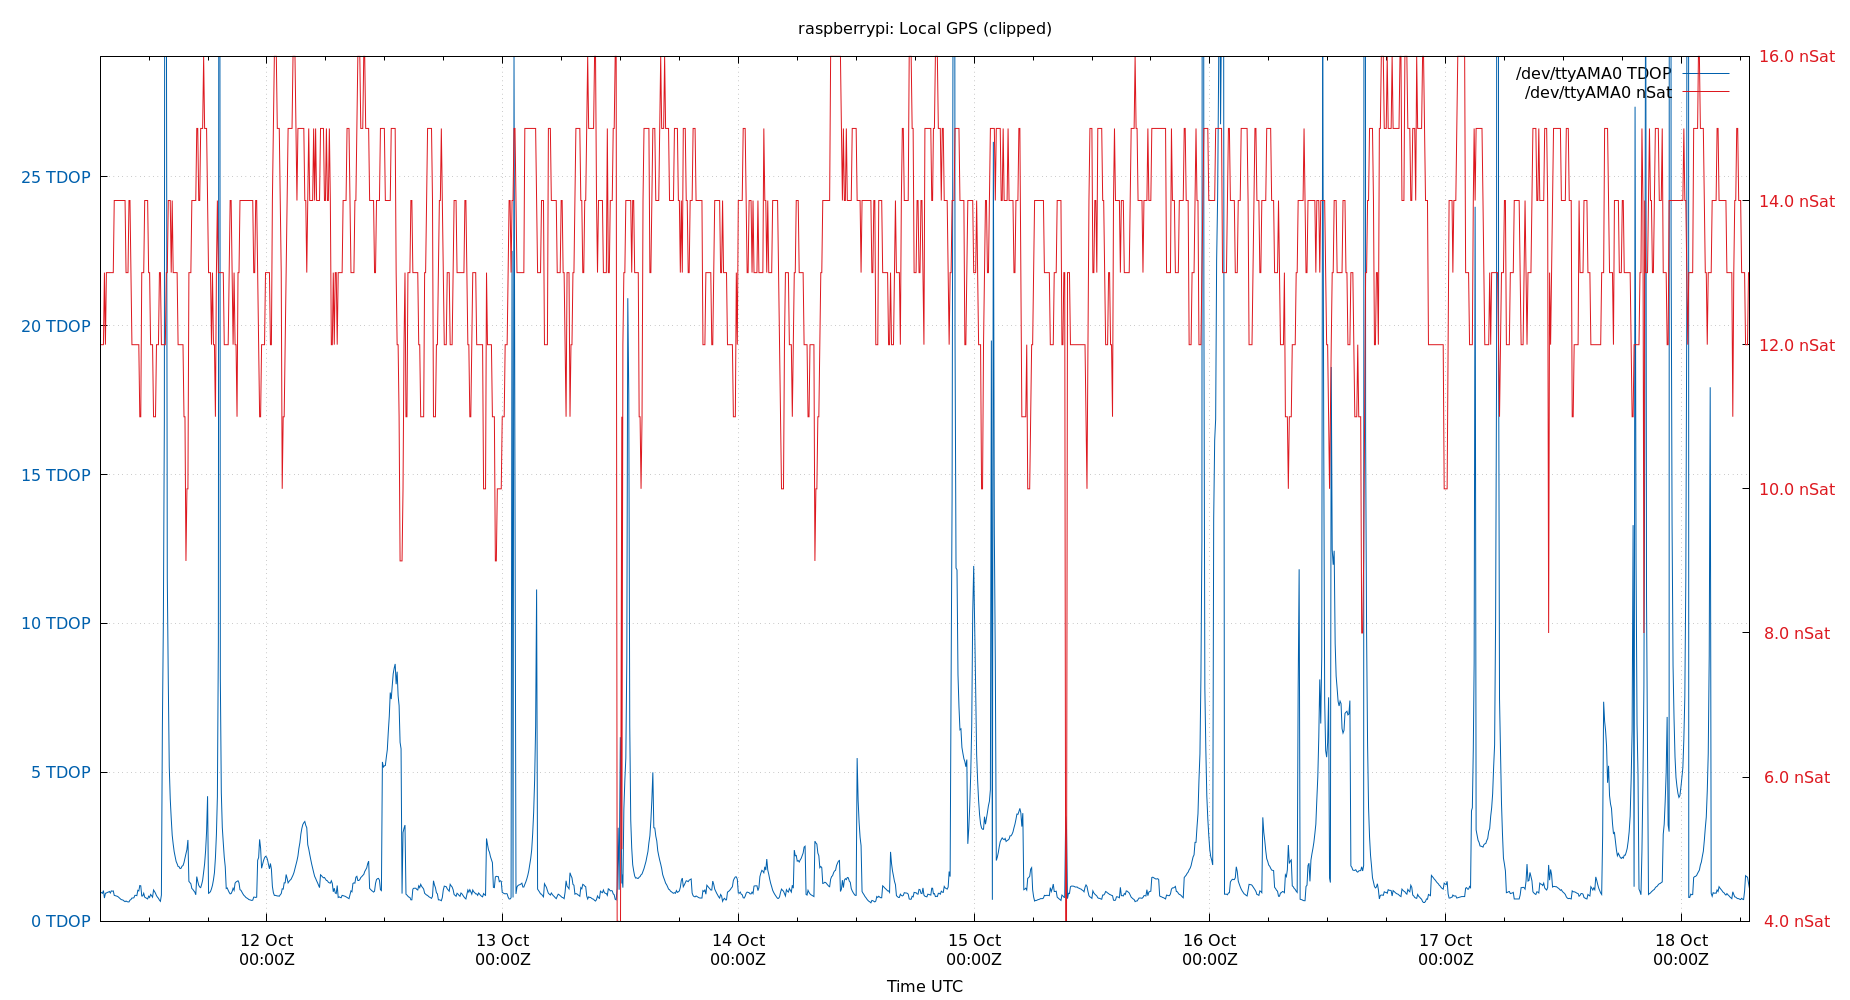 raspberrypi: Local GPS (clipped)
/dev/ttyAMA0 TDOP
/dev/ttyAMA0 nSat
25 TDOP
20 TDOP
15 TDOP
10 TDOP
5 TDOP
0 TDOP
16.0 nSat
14.0 nSat
12.0 nSat
10.0 nSat
8.0 nSat
6.0 nSat
4.0 nSat
12 Oct
00:00Z
13 Oct
00:00Z
14 Oct
00:00Z
15 Oct
00:00Z
16 Oct
00:00Z
17 Oct
00:00Z
18 Oct
00:00Z
Time UTC